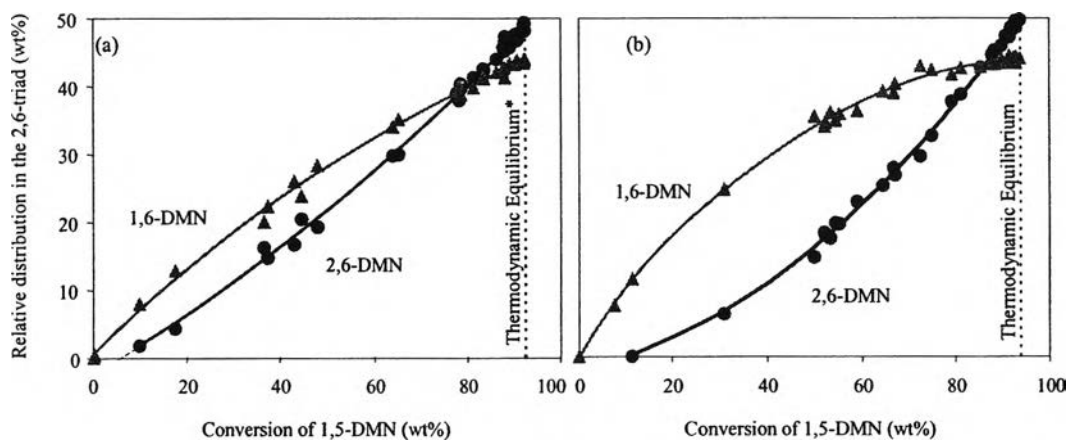 Relative distribution in the 2,6-triad (wt%)
50
40
30
20
10
0
(a)
1,6-DMN
2,6-DMN
Thermodynamic Equilibrium*
0
20
40
60
80
100
Conversion of 1,5-DMN (wt%)
(b)
1,6-DMN
2,6-DMN
Thermodynamic Equilibrium
0
20
40
60
80
100
Conversion of 1,5-DMN (wt%)